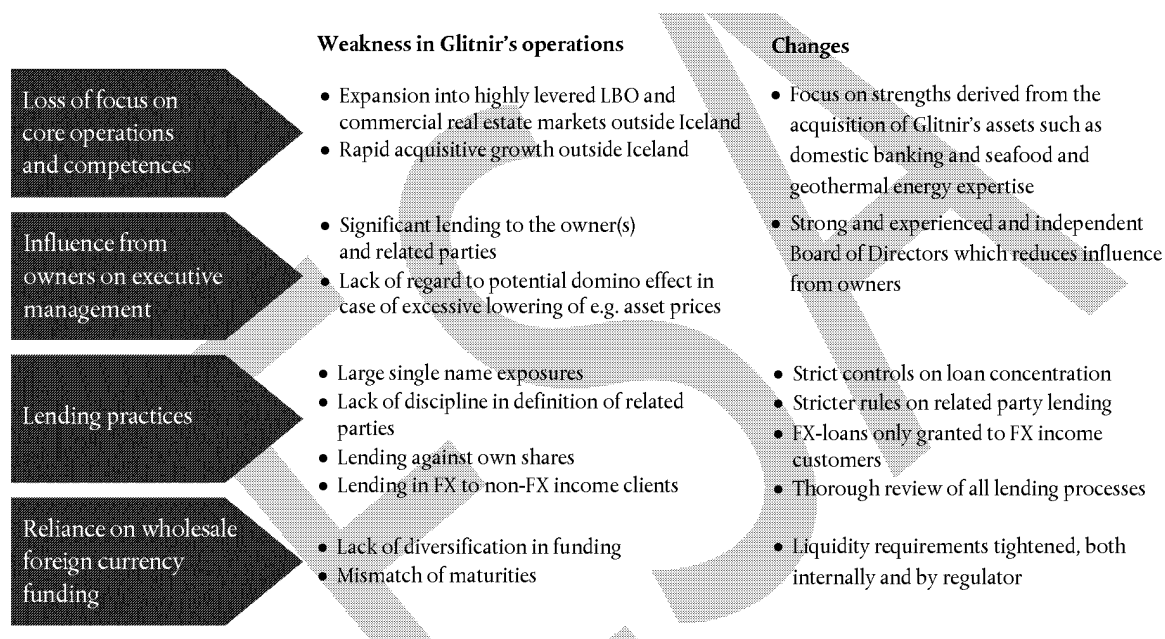 Weakness in Glitnir's operations
Changes
Loss of focus on
core operations
and competences
• Expansion into highly levered LBO and
commercial real estate markets outside Iceland
• Rapid acquisitive growth outside Iceland
• Focus on strengths derived from the
acquisition of Glitnir's assets such as
domestic banking and seafood and
geothermal energy expertise
Influence from
owners on executive
management
• Significant lending to the owner(s)
and related parties
• Lack of regard to potential domino effect in
case of excessive lowering of e.g. asset prices
• Strong and experienced and independent
Board of Directors which reduces influence
from owners
Lending practices
• Large single name exposures
• Lack of discipline in definition of related
parties
• Lending against own shares
• Lending in FX to non-FX income clients
• Strict controls on loan concentration
• Stricter rules on related party lending
• FX-loans only granted to FX income
customers
• Thorough review of all lending processes
Reliance on wholesale
foreign currency
funding
• Lack of diversification in funding
• Mismatch of maturities
• Liquidity requirements tightened, both
internally and by regulator
ESA